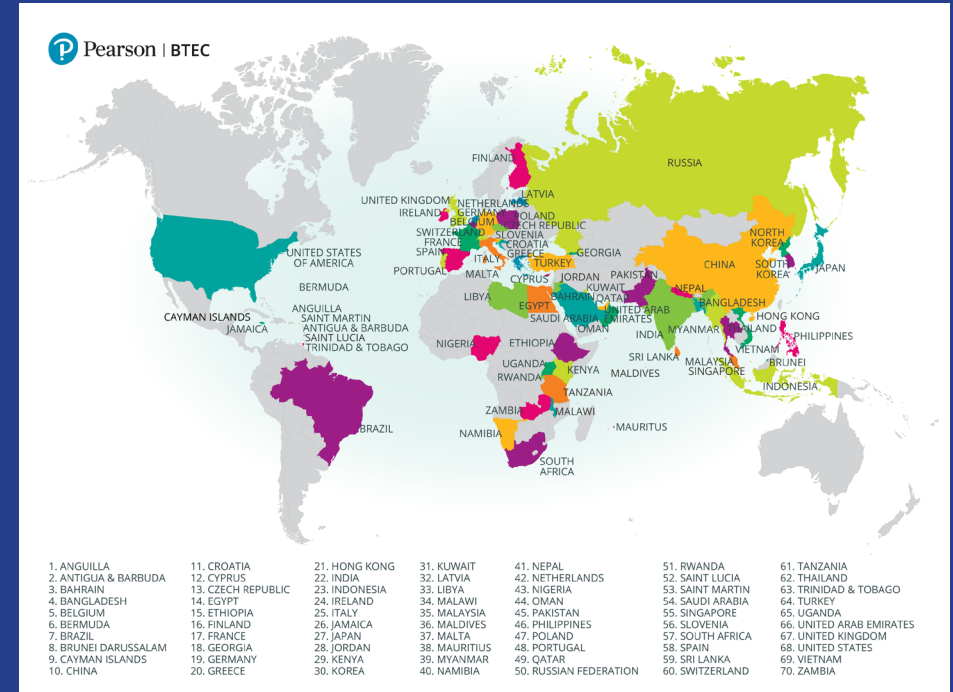 Pearson | BTEC
RUSSIA
FINLAND
LATVIA
UNITED KINGDOM
NETHERLANDS
IRELAND
GERMANY
POLAND
BELGIUM
CZECH REPUBLIC
SWITZERLAND
SLOVENIA
FRANCE
CROATIA
SPAIN
GREECE
ITALY
TURKEY
GEORGIA
PORTUGAL
MALTA
CYPRUS
JORDAN
PAKISTAN
CHINA
NORTH
KOREA
SOUTH
KOREA
JAPAN
UNITED STATES
OF AMERICA
BERMUDA
LIBYA
EGYPT
BAHRAIN
KUWAIT
QATAR
NEPAL
BANGLADESH
UNITED ARAB
EMIRATES
SAUDI ARABIA
OMAN
INDIA
MYANMAR
THAILAND
HONG KONG
PHILIPPINES
CAYMAN ISLANDS
JAMAICA
ANGUILLA
SAINT MARTIN
ANTIGUA & BARBUDA
SAINT LUCIA
TRINIDAD & TOBAGO
NIGERIA
ETHIOPIA
UGANDA
RWANDA
KENYA
SRI LANKA
MALDIVES
MALAYSIA
SINGAPORE
VIETNAM
BRUNEI
INDONESIA
TANZANIA
ZAMBIA
MALAWI
MAURITIUS
NAMIBIA
BRAZIL
SOUTH
AFRICA
1. ANGUILLA
2. ANTIGUA & BARBUDA
3. BAHRAIN
4. BANGLADESH
5. BELGIUM
6. BERMUDA
7. BRAZIL
8. BRUNEI DARUSSALAM
9. CAYMAN ISLANDS
10. CHINA
11. CROATIA
12. CYPRUS
13. CZECH REPUBLIC
14. EGYPT
15. ETHIOPIA
16. FINLAND
17. FRANCE
18. GEORGIA
19. GERMANY
20. GREECE
21. HONG KONG
22. INDIA
23. INDONESIA
24. IRELAND
25. ITALY
26. JAMAICA
27. JAPAN
28. JORDAN
29. KENYA
30. KOREA
31. KUWAIT
32. LATVIA
33. LIBYA
34. MALAWI
35. MALAYSIA
36. MALDIVES
37. MALTA
38. MAURITIUS
39. MYANMAR
40. NAMIBIA
41. NEPAL
42. NETHERLANDS
43. NIGERIA
44. OMAN
45. PAKISTAN
46. PHILIPPINES
47. POLAND
48. PORTUGAL
49. QATAR
50. RUSSIAN FEDERATION
51. RWANDA
52. SAINT LUCIA
53. SAINT MARTIN
54. SAUDI ARABIA
55. SINGAPORE
56. SLOVENIA
57. SOUTH AFRICA
58. SPAIN
59. SRI LANKA
60. SWITZERLAND
61. TANZANIA
62. THAILAND
63. TRINIDAD & TOBAGO
64. TURKEY
65. UGANDA
66. UNITED ARAB EMIRATES
67. UNITED KINGDOM
68. UNITED STATES
69. VIETNAM
70. ZAMBIA